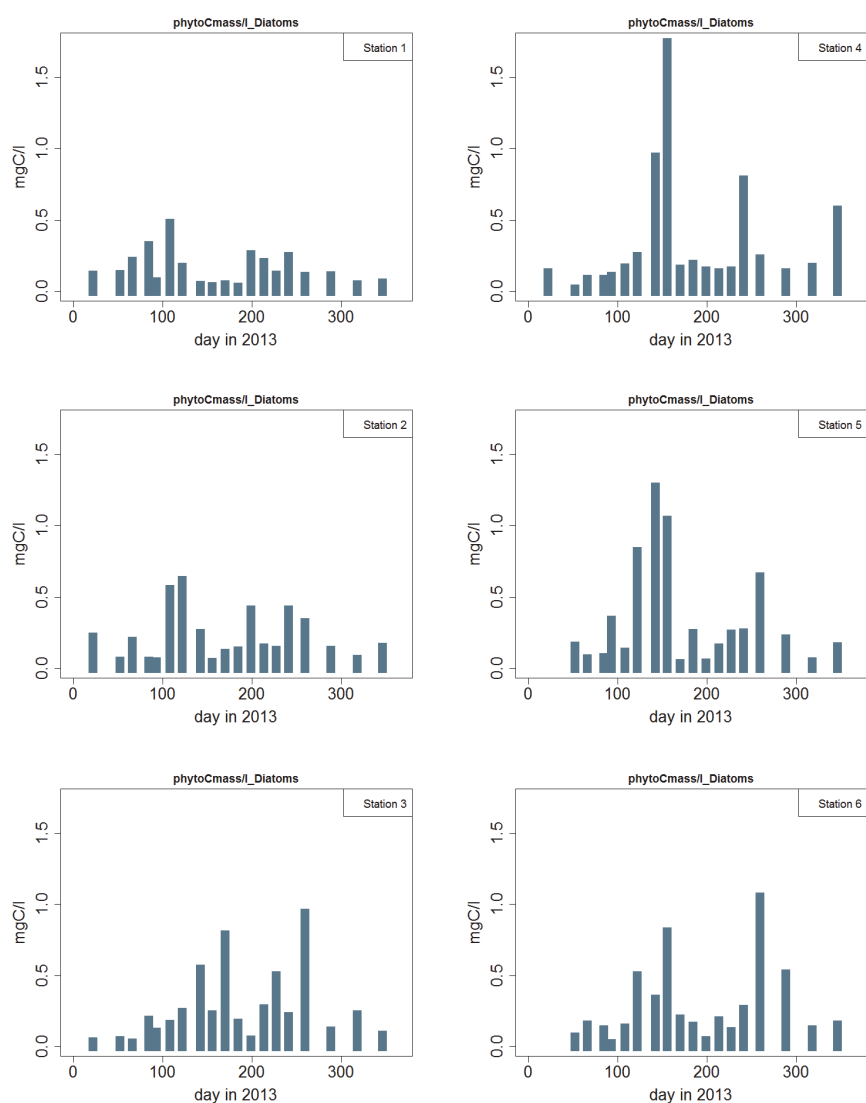 phytoCmass/l_Diatoms
Station 1
1.5
1.0
0.5
0.0
mgC/l
0 100 200 300
day in 2013
phytoCmass/l_Diatoms
Station 4
1.5
1.0
0.5
0.0
mgC/l
0 100 200 300
day in 2013
phytoCmass/l_Diatoms
Station 2
1.5
1.0
0.5
0.0
mgC/l
0 100 200 300
day in 2013
phytoCmass/l_Diatoms
Station 5
1.5
1.0
0.5
0.0
mgC/l
0 100 200 300
day in 2013
phytoCmass/l_Diatoms
Station 3
1.5
1.0
0.5
0.0
mgC/l
0 100 200 300
day in 2013
phytoCmass/l_Diatoms
Station 6
1.5
1.0
0.5
0.0
mgC/l
0 100 200 300
day in 2013